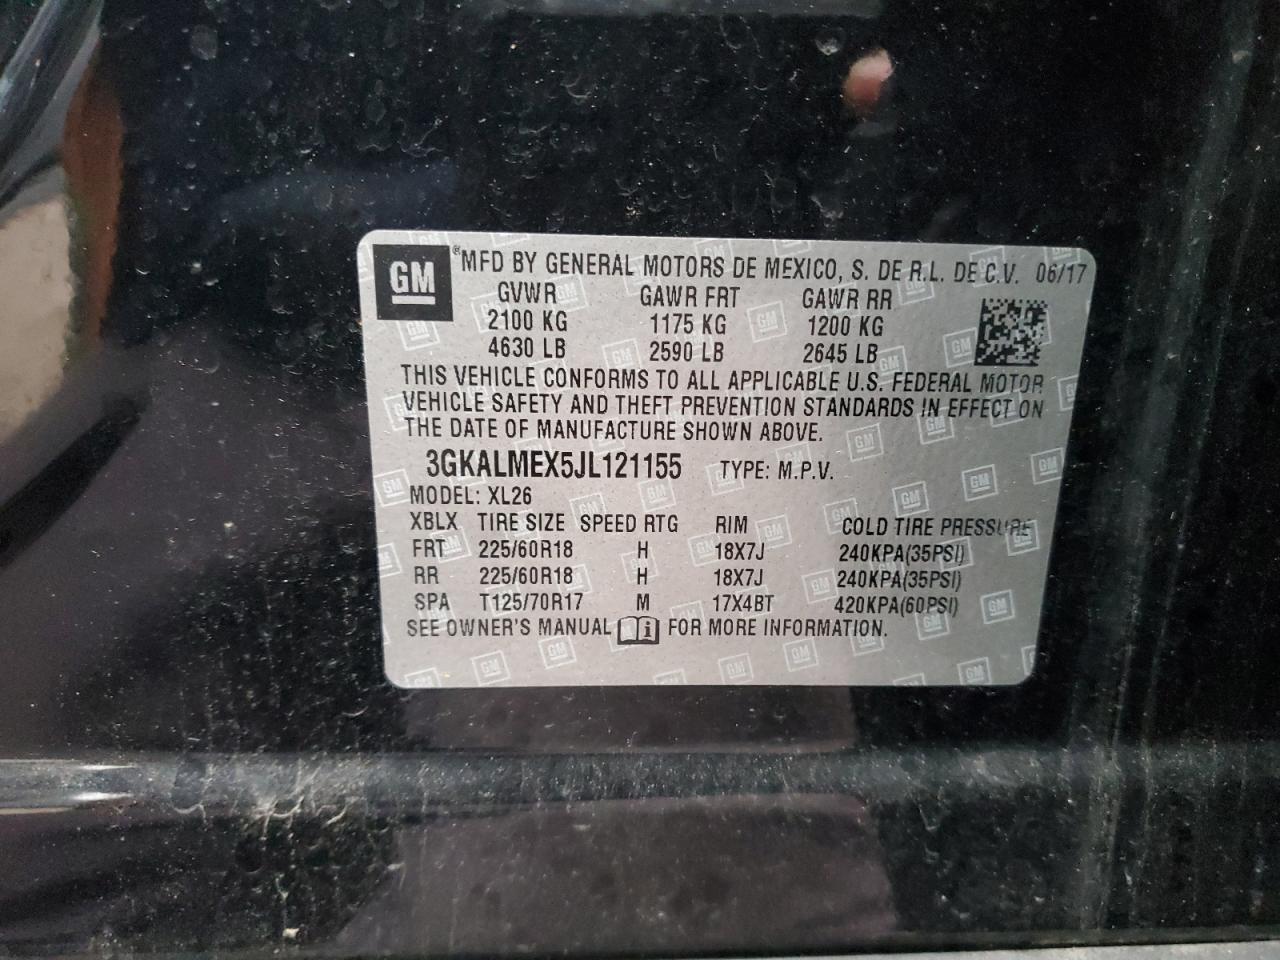 GM ® MFD BY GENERAL MOTORS DE MEXICO, S. DE R.L. DE C.V. 06/17
GVWR GAWR FRT GAWR RR
2100 KG 1175 KG 1200 KG
4630 LB 2590 LB 2645 LB
THIS VEHICLE CONFORMS TO ALL APPLICABLE U.S. FEDERAL MOTOR
VEHICLE SAFETY AND THEFT PREVENTION STANDARDS IN EFFECT ON
THE DATE OF MANUFACTURE SHOWN ABOVE.
3GKALMEX5JL121155 TYPE: M.P.V.
MODEL: XL26
XBLX TIRE SIZE SPEED RTG RIM COLD TIRE PRESSURE
FRT 225/60R18 H 18X7J 240KPA(35PSI)
RR 225/60R18 H 18X7J 240KPA(35PSI)
SPA T125/70R17 M 17X4BT 420KPA(60PSI)
SEE OWNER'S MANUAL i FOR MORE INFORMATION.